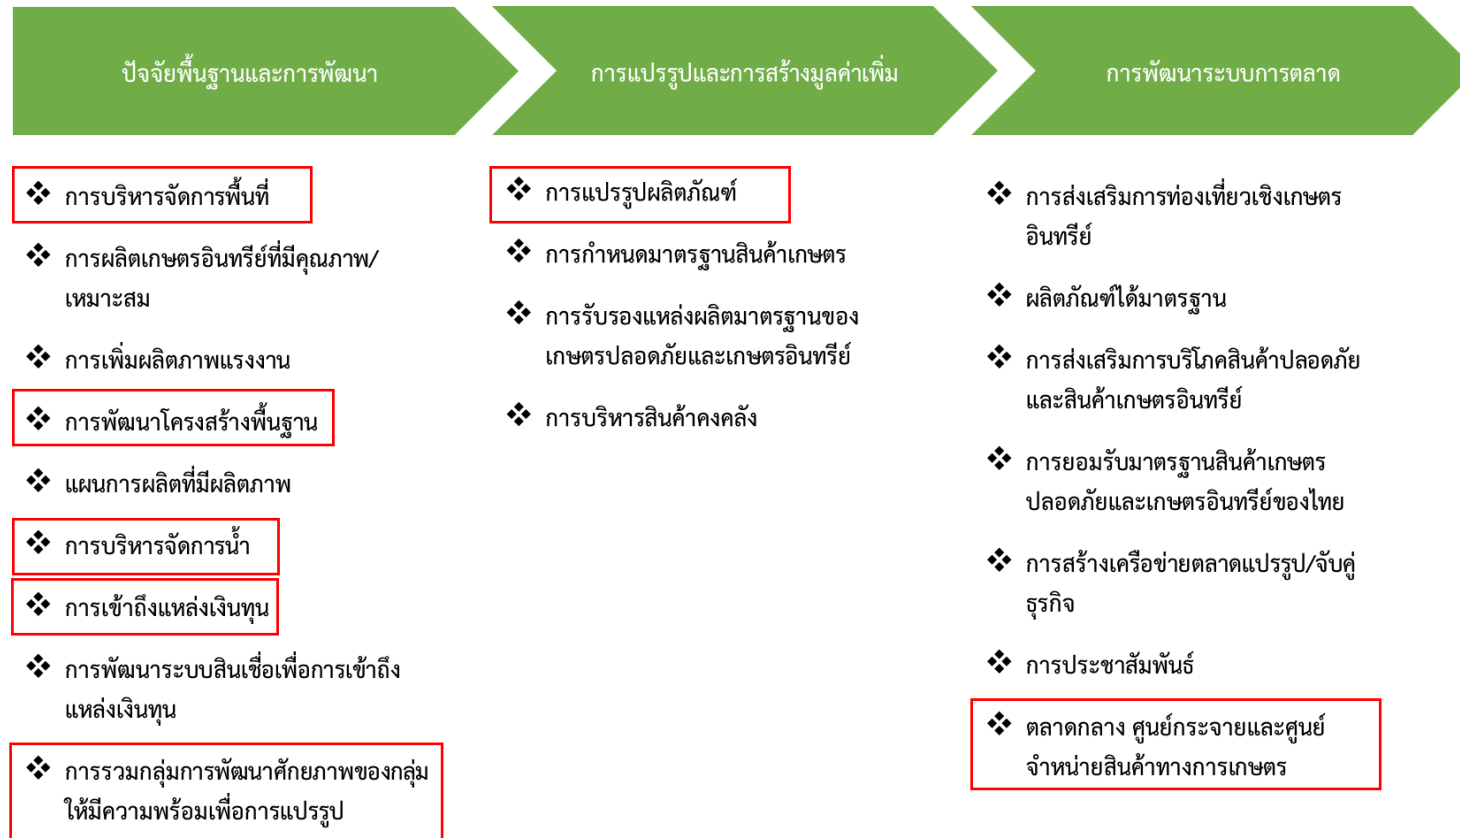 ปัจจัยพื้นฐานและการพัฒนา
การแปรรูปและการสร้างมูลค่าเพิ่ม
การพัฒนาระบบการตลาด
❖ การบริหารจัดการพื้นที่
❖ การผลิตเกษตรอินทรีย์ที่มีคุณภาพ/
เหมาะสม
❖ การเพิ่มผลิตภาพแรงงาน
❖ การพัฒนาโครงสร้างพื้นฐาน
❖ แผนการผลิตที่มีผลิตภาพ
❖ การบริหารจัดการน้ำ
❖ การเข้าถึงแหล่งเงินทุน
❖ การพัฒนาระบบสินเชื่อเพื่อการเข้าถึง
แหล่งเงินทุน
❖ การรวมกลุ่มการพัฒนาศักยภาพของกลุ่ม
ให้มีความพร้อมเพื่อการแปรรูป
❖ การแปรรูปผลิตภัณฑ์
❖ การกำหนดมาตรฐานสินค้าเกษตร
❖ การรับรองแหล่งผลิตมาตรฐานของ
เกษตรปลอดภัยและเกษตรอินทรีย์
❖ การบริหารสินค้าคงคลัง
❖ การส่งเสริมการท่องเที่ยวเชิงเกษตร
อินทรีย์
❖ ผลิตภัณฑ์ได้มาตรฐาน
❖ การส่งเสริมการบริโภคสินค้าปลอดภัย
และสินค้าเกษตรอินทรีย์
❖ การยอมรับมาตรฐานสินค้าเกษตร
ปลอดภัยและเกษตรอินทรีย์ของไทย
❖ การสร้างเครือข่ายตลาดแปรรูป/จับคู่
ธุรกิจ
❖ การประชาสัมพันธ์
❖ ตลาดกลาง ศูนย์กระจายและศูนย์
จำหน่ายสินค้าทางการเกษตร